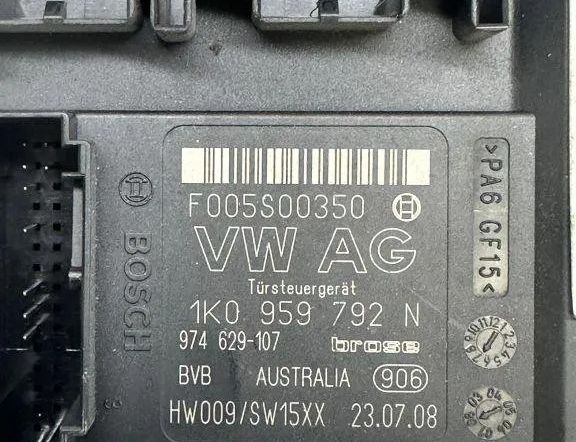 F005S00350
VW AG
Türsteuergerät
1K0 959 792 N
974 629-107 brose
BVB AUSTRALIA 906
HW009/SW15XX 23.07.08
BOSCH
>PA6 GF15<